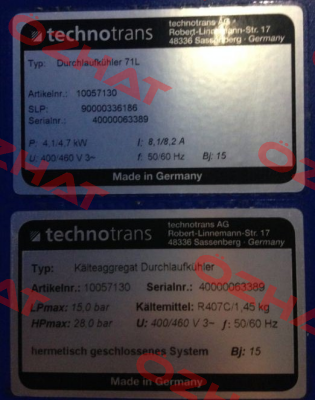 technotrans
technotrans AG
Robert-Linnemann-Str. 17
48336 Sassenberg - Germany
Typ: Durchlaufkühler 71L
Artikelnr.: 10057130
SLP: 90000336186
Serialnr.: 40000063389
P: 4,1/4,7 kW I: 8,1/8,2 A
U: 400/460 V 3~ f: 50/60 Hz Bj: 15
Made in Germany
technotrans
technotrans AG
Robert-Linnemann-Str. 17
48336 Sassenberg - Germany
Typ: Kälteaggregat Durchlaufkühler
Artikelnr.: 10057130 Serialnr.: 40000063389
LPmax: 15,0 bar Kältemittel: R407C/1,45 kg
HPmax: 28,0 bar U: 400/460 V 3~ f: 50/60 Hz
hermetisch geschlossenes System Bj: 15
Made in Germany
OZHAT
OZHAT
OZHAT
OZHAT